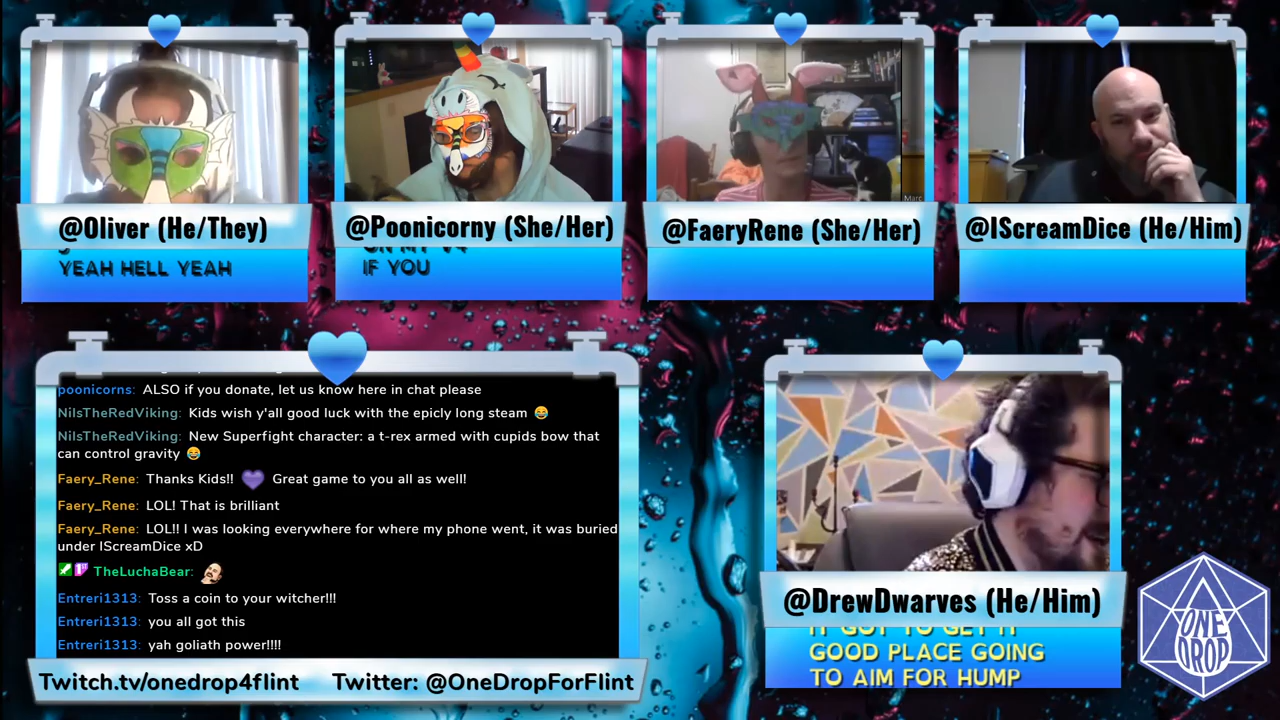 @Oliver (He/They)
@Poonicorny (She/Her)
@FaeryRene (She/Her)
@IScreamDice (He/Him)
YEAH HELL YEAH
IF YOU
Marc
poonicorns: ALSO if you donate, let us know here in chat please
NilsTheRedViking: Kids wish y'all good luck with the epicly long steam 😂
NilsTheRedViking: New Superfight character: a t-rex armed with cupids bow that
can control gravity 😂
Faery_Rene: Thanks Kids!! 💜 Great game to you all as well!
Faery_Rene: LOL! That is brilliant
Faery_Rene: LOL!! I was looking everywhere for where my phone went, it was buried
under IScreamDice xD
TheLuchaBear:
Entreri1313: Toss a coin to your witcher!!!
Entreri1313: you all got this
Entreri1313: yah goliath power!!!!
Twitch.tv/onedrop4flint Twitter: @OneDropForFlint
@DrewDwarves (He/Him)
IT GOT TO GET IT
GOOD PLACE GOING
TO AIM FOR HUMP
ONE
DROP